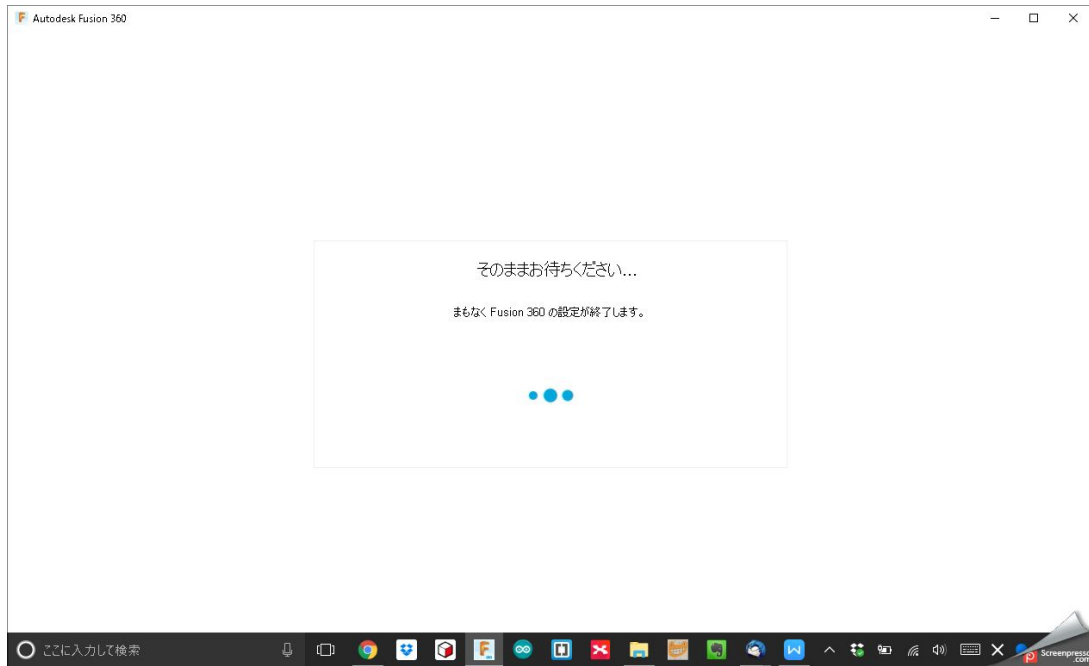 Autodesk Fusion 360
そのままお待ちください...
まもなく Fusion 360 の設定が終了します。
ここに入力して検索
Screenpresso
.com